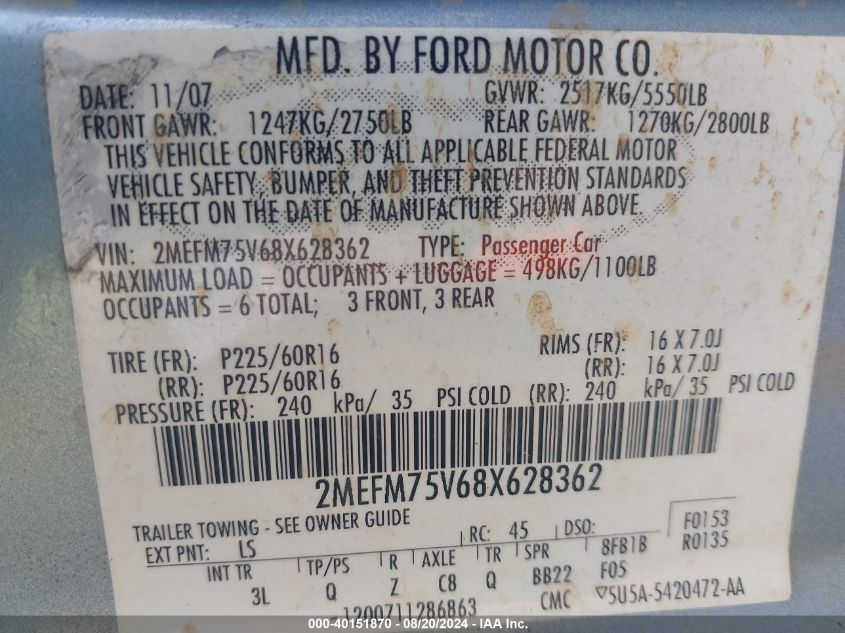 MFD. BY FORD MOTOR CO.
DATE: 11/07 GVWR: 2517KG/5550LB
FRONT GAWR: 1247KG/2750LB REAR GAWR: 1270KG/2800LB
THIS VEHICLE CONFORMS TO ALL APPLICABLE FEDERAL MOTOR
VEHICLE SAFETY, BUMPER, AND THEFT PREVENTION STANDARDS
IN EFFECT ON THE DATE OF MANUFACTURE SHOWN ABOVE.
VIN: 2MEFM75V68X628362 TYPE: Passenger Car
MAXIMUM LOAD = OCCUPANTS + LUGGAGE = 498KG/1100LB
OCCUPANTS = 6 TOTAL; 3 FRONT, 3 REAR
TIRE (FR): P225/60R16 RIMS (FR): 16 X 7.0J
(RR): P225/60R16 (RR): 16 X 7.0J
PRESSURE (FR): 240 kPa/ 35 PSI COLD (RR): 240 kPa/ 35 PSI COLD
2MEFM75V68X628362
TRAILER TOWING - SEE OWNER GUIDE
EXT PNT: LS RC: 45 DSO: F0153
INT TR TP/PS R AXLE TR SPR 8FB1B R0135
3L Q Z C8 Q BB22 F05
1200711286863 CMC ▽5U5A-5420472-AA
000-40151870 - 08/20/2024 - IAAI.com.